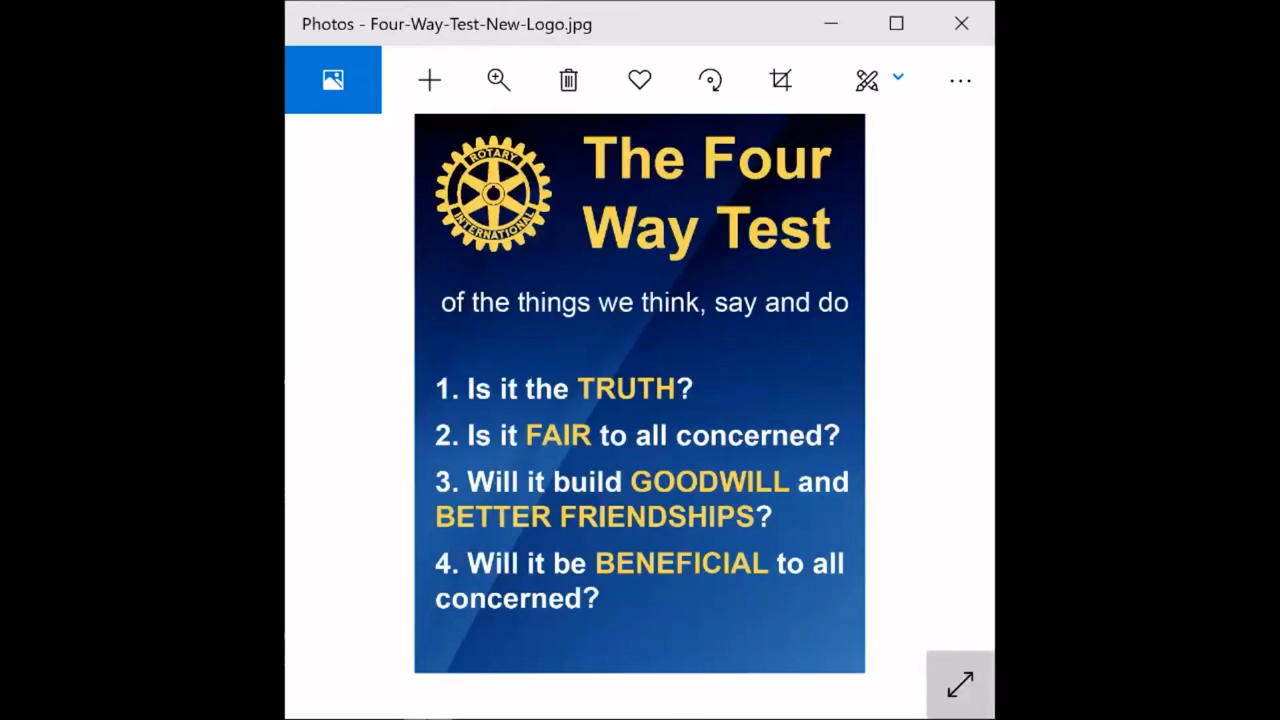 Photos - Four-Way-Test-New-Logo.jpg
ROTARY
INTERNATIONAL
The Four
Way Test
of the things we think, say and do
1. Is it the TRUTH?
2. Is it FAIR to all concerned?
3. Will it build GOODWILL and
BETTER FRIENDSHIPS?
4. Will it be BENEFICIAL to all
concerned?